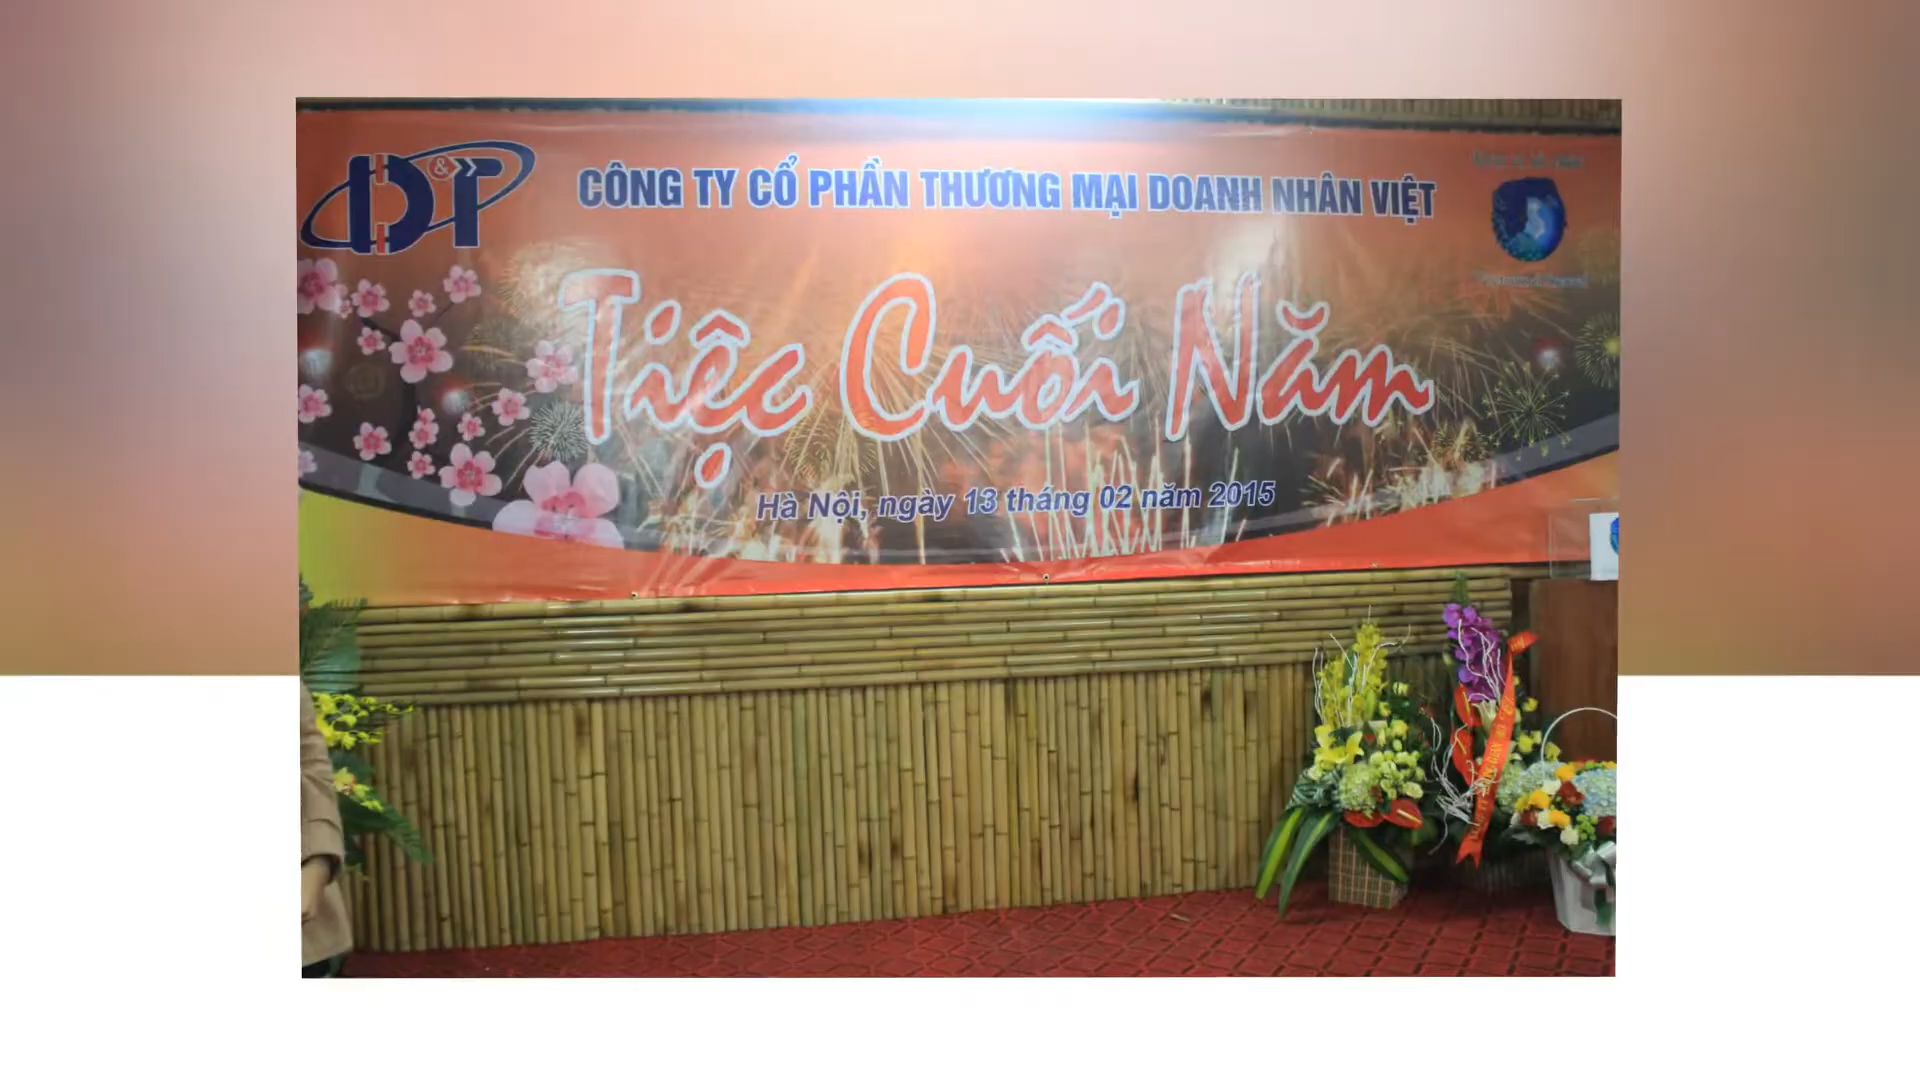 D&T
CÔNG TY CỔ PHẦN THƯƠNG MẠI DOANH NHÂN VIỆT
Tiệc Cuối Năm
Hà Nội, ngày 13 tháng 02 năm 2015